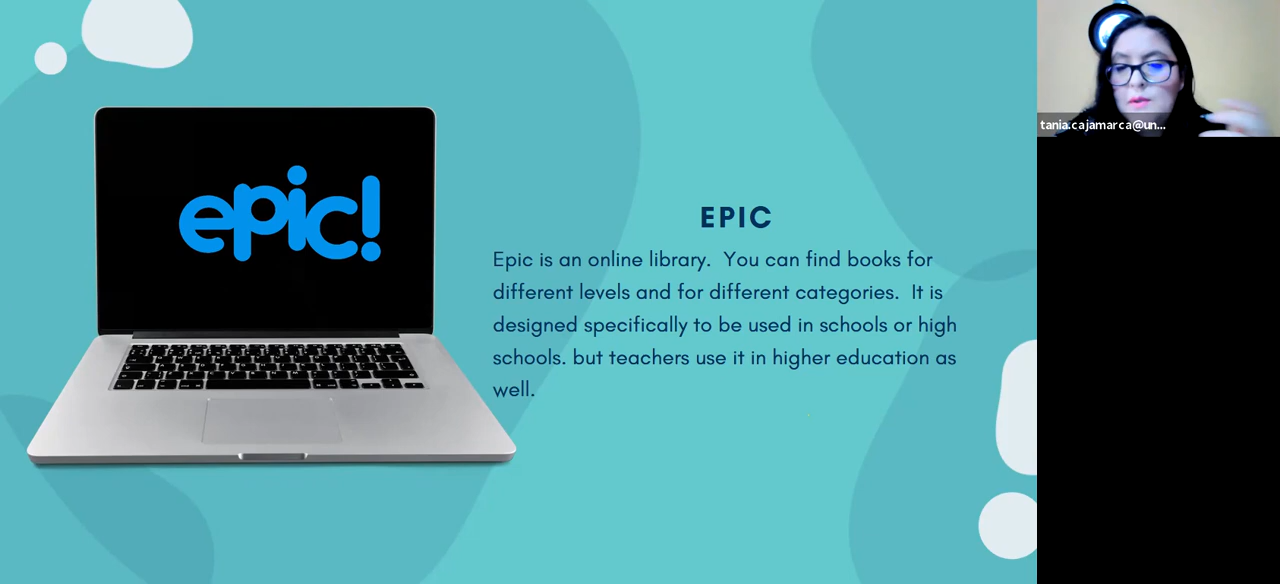 epic!
EPIC
Epic is an online library.  You can find books for
different levels and for different categories.  It is
designed specifically to be used in schools or high
schools. but teachers use it in higher education as
well.
tania.cajamarca@un...